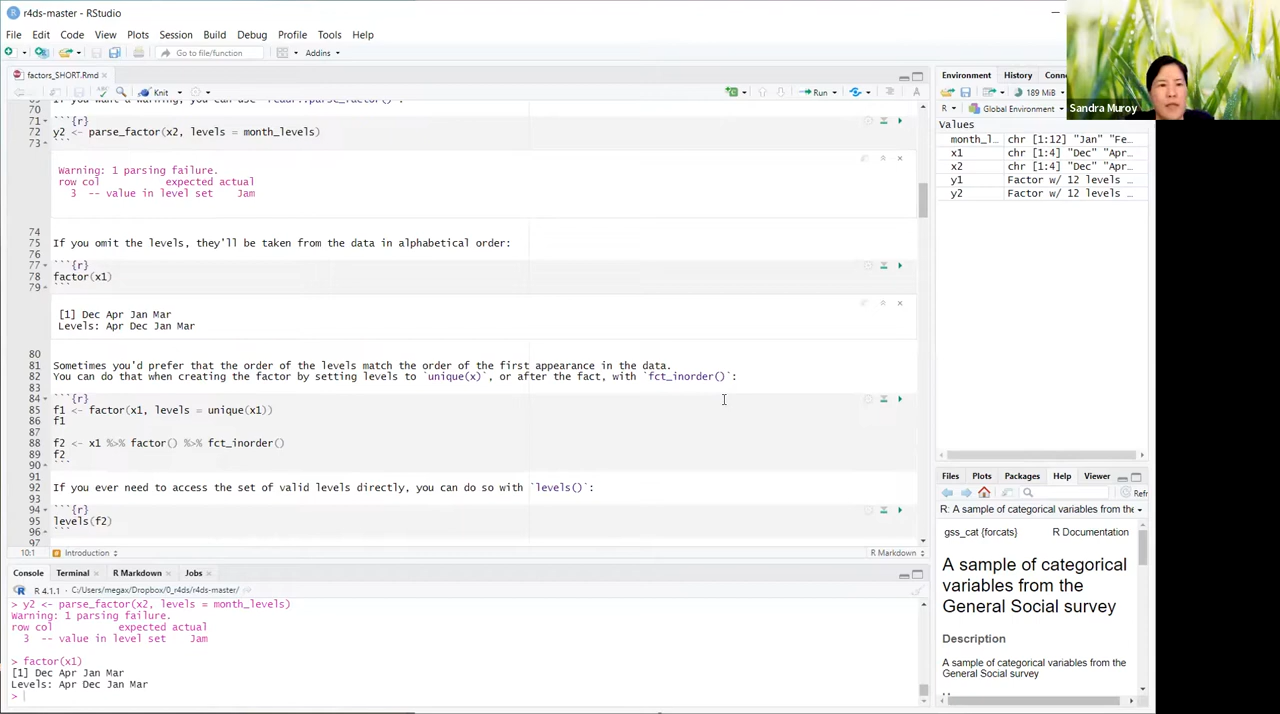 r4ds-master - RStudio
File Edit Code View Plots Session Build Debug Profile Tools Help
Go to file/function Addins
factors_SHORT.Rmd
Knit Run
70 If you want a warning, you can use `readr::parse_factor()`:
71 ```{r}
72 y2 <- parse_factor(x2, levels = month_levels)
73 ```
Warning: 1 parsing failure.
row col expected actual
3 -- value in level set Jam
74
75 If you omit the levels, they'll be taken from the data in alphabetical order:
76
77 ```{r}
78 factor(x1)
79 ```
[1] Dec Apr Jan Mar
Levels: Apr Dec Jan Mar
80
81 Sometimes you'd prefer that the order of the levels match the order of the first appearance in the data.
82 You can do that when creating the factor by setting levels to `unique(x)`, or after the fact, with `fct_inorder()`:
83
84 ```{r}
85 f1 <- factor(x1, levels = unique(x1))
86 f1
87
88 f2 <- x1 %>% factor() %>% fct_inorder()
89 f2
90 ```
91
92 If you ever need to access the set of valid levels directly, you can do so with `levels()`:
93
94 ```{r}
95 levels(f2)
96 ```
97
10:1 Introduction R Markdown
Console Terminal R Markdown Jobs
R 4.1.1 · C:/Users/megax/Dropbox/0_r4ds/r4ds-master/
> y2 <- parse_factor(x2, levels = month_levels)
Warning: 1 parsing failure.
row col expected actual
3 -- value in level set Jam
> factor(x1)
[1] Dec Apr Jan Mar
Levels: Apr Dec Jan Mar
>
Environment History Conne
189 MiB
R Global Environment
Values
month_l… chr [1:12] "Jan" "Fe…
x1 chr [1:4] "Dec" "Apr…
x2 chr [1:4] "Dec" "Apr…
y1 Factor w/ 12 levels …
y2 Factor w/ 12 levels …
Files Plots Packages Help Viewer
Refr
R: A sample of categorical variables from the
gss_cat {forcats} R Documentation
A sample of categorical
variables from the
General Social survey
Description
A sample of categorical variables from the
General Social survey
Sandra Muroy